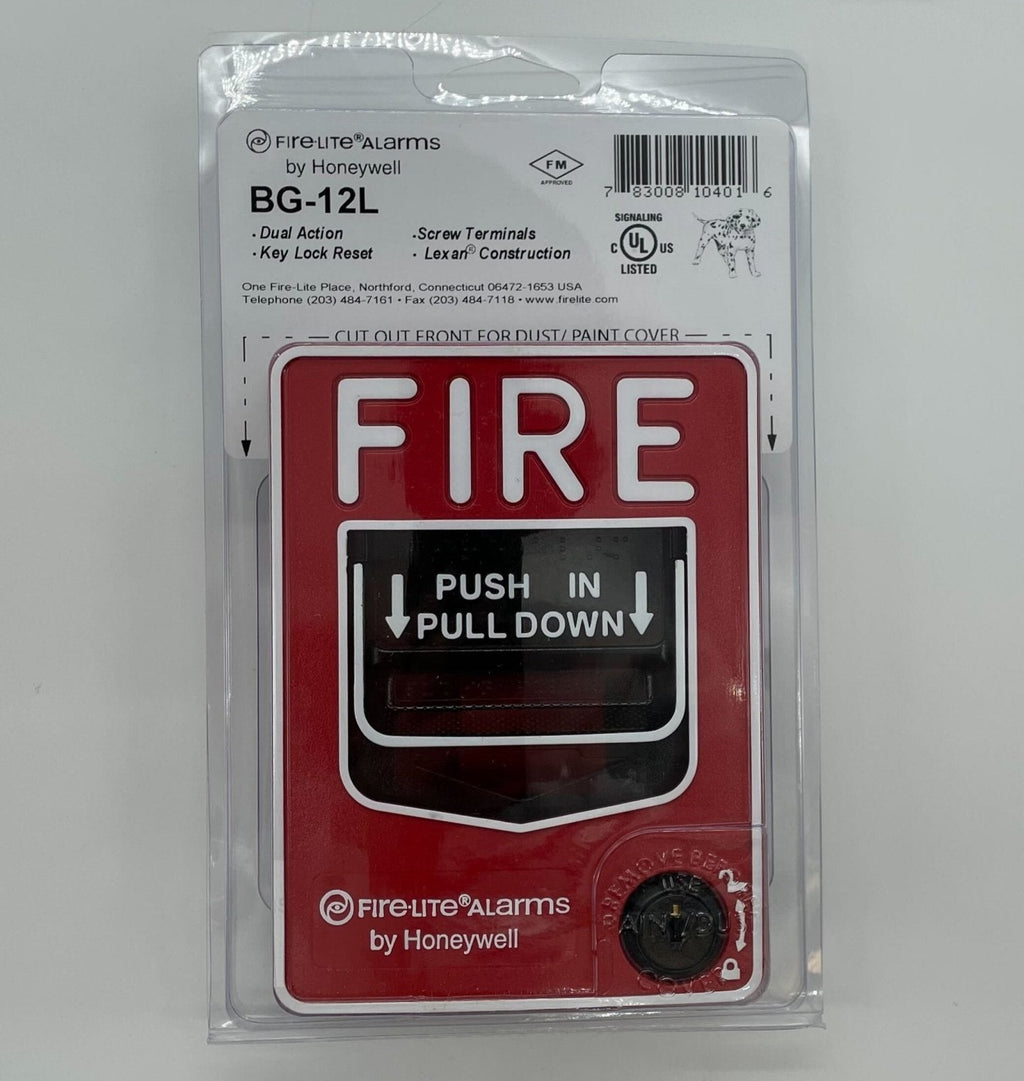 FIRE-LITE® ALARMS
by Honeywell
BG-12L
• Dual Action
• Key Lock Reset
• Screw Terminals
• Lexan® Construction
FM
APPROVED
7 83008 10401 6
SIGNALING
C UL US
LISTED
One Fire-Lite Place, Northford, Connecticut 06472-1653 USA
Telephone (203) 484-7161 • Fax (203) 484-7118 • www.firelite.com
CUT OUT FRONT FOR DUST/ PAINT COVER
FIRE
PUSH IN
PULL DOWN
FIRE-LITE® ALARMS
by Honeywell
REMOVE
USE